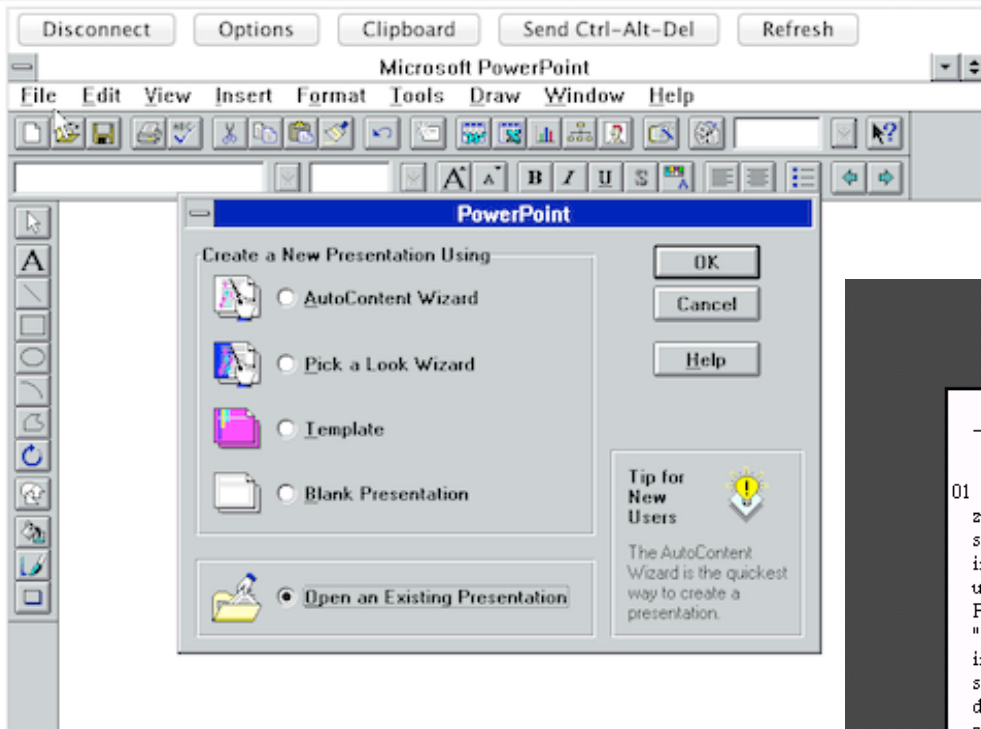 Disconnect Options Clipboard Send Ctrl-Alt-Del Refresh
Microsoft PowerPoint
File Edit View Insert Format Tools Draw Window Help
ABC
?
A A B I U S A
PowerPoint
A
Create a New Presentation Using
OK
AutoContent Wizard
Cancel
Pick a Look Wizard
Help
Template
Blank Presentation
Tip for
New
Users
The AutoContent
Wizard is the quickest
way to create a
presentation.
Open an Existing Presentation
01